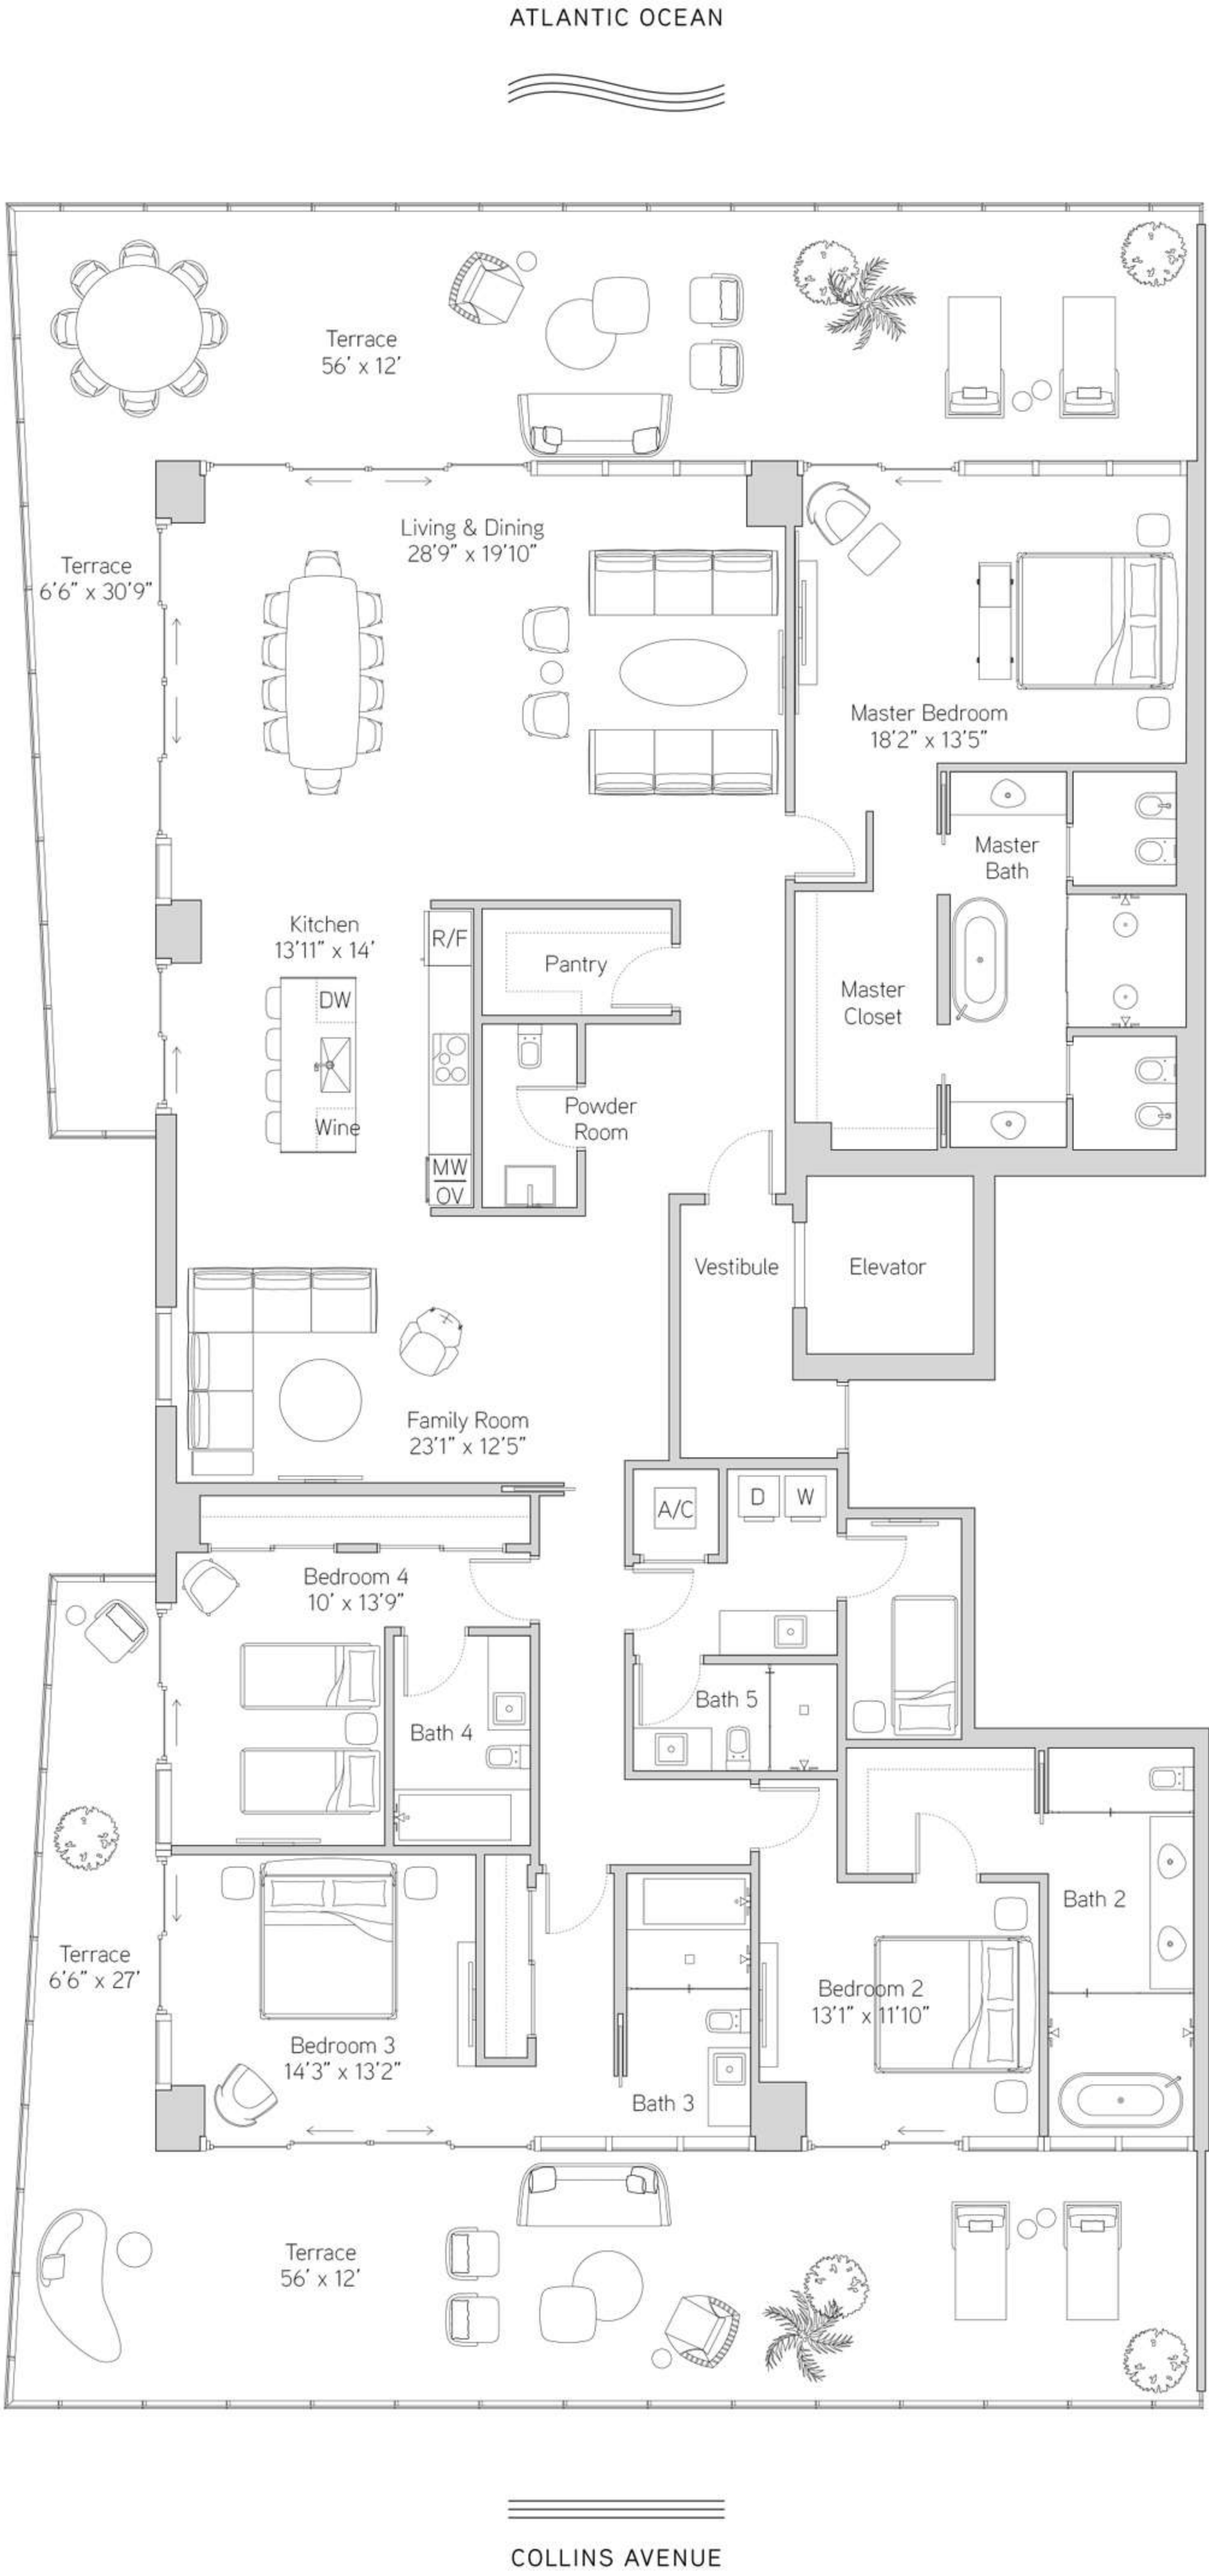 ATLANTIC OCEAN
Terrace
56’ x 12’
Living & Dining
28’9” x 19’10”
Terrace
6’6” x 30’9”
Master Bedroom
18’2” x 13’5”
Master
Bath
Kitchen
13’11” x 14’
R/F
Pantry
DW
Master
Closet
Wine
Powder
Room
MW
OV
Vestibule
Elevator
Family Room
23’1” x 12’5”
A/C
D
W
Bedroom 4
10’ x 13’9”
Bath 5
Bath 4
Bath 2
Terrace
6’6” x 27’
Bedroom 2
13’1” x 11’10”
Bedroom 3
14’3” x 13’2”
Bath 3
Terrace
56’ x 12’
COLLINS AVENUE